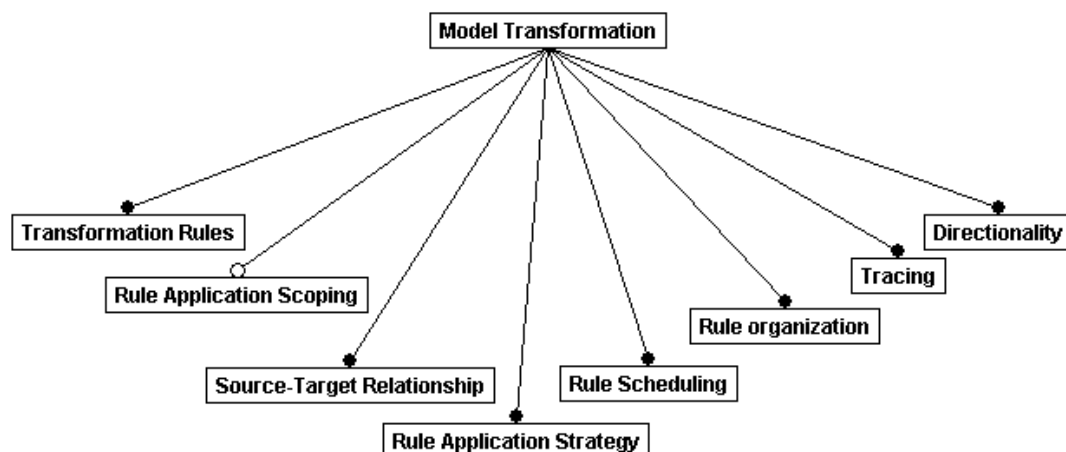 Model Transformation
Transformation Rules
Directionality
Rule Application Scoping
Tracing
Rule organization
Source-Target Relationship
Rule Scheduling
Rule Application Strategy